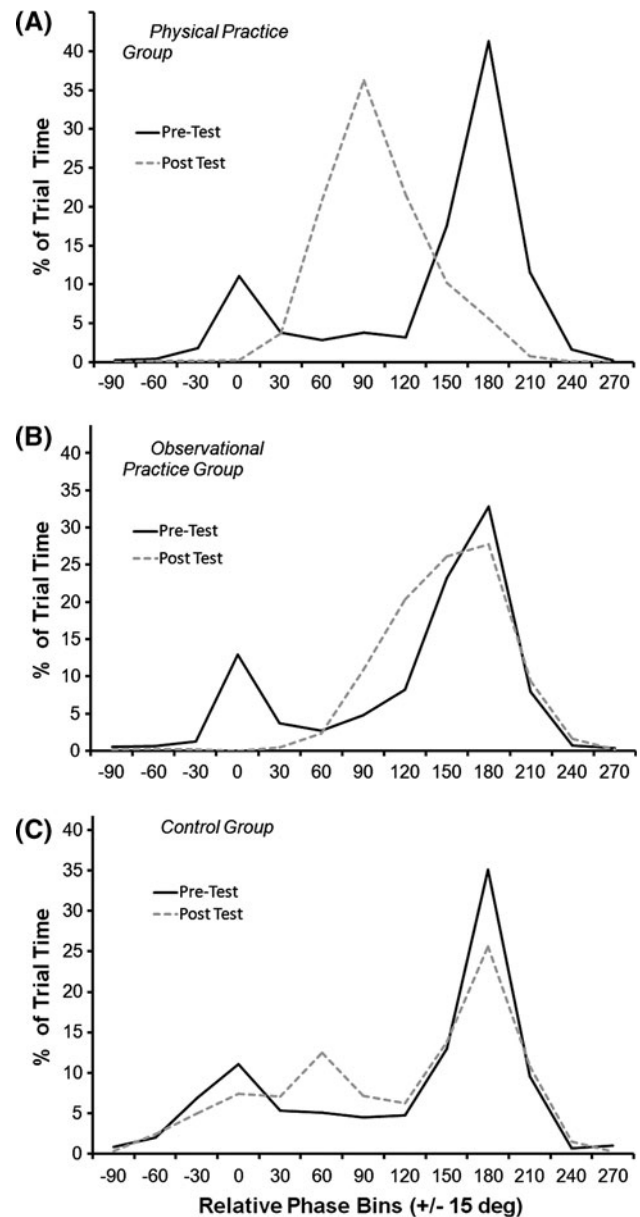 (A)
Physical Practice
Group
Pre-Test
Post Test
% of Trial Time
40
35
30
25
20
15
10
5
0
-90 -60 -30 0 30 60 90 120 150 180 210 240 270
(B)
Observational
Practice Group
Pre-Test
Post Test
% of Trial Time
40
35
30
25
20
15
10
5
0
-90 -60 -30 0 30 60 90 120 150 180 210 240 270
(C)
Control Group
Pre-Test
Post Test
% of Trial Time
40
35
30
25
20
15
10
5
0
-90 -60 -30 0 30 60 90 120 150 180 210 240 270
Relative Phase Bins (+/- 15 deg)